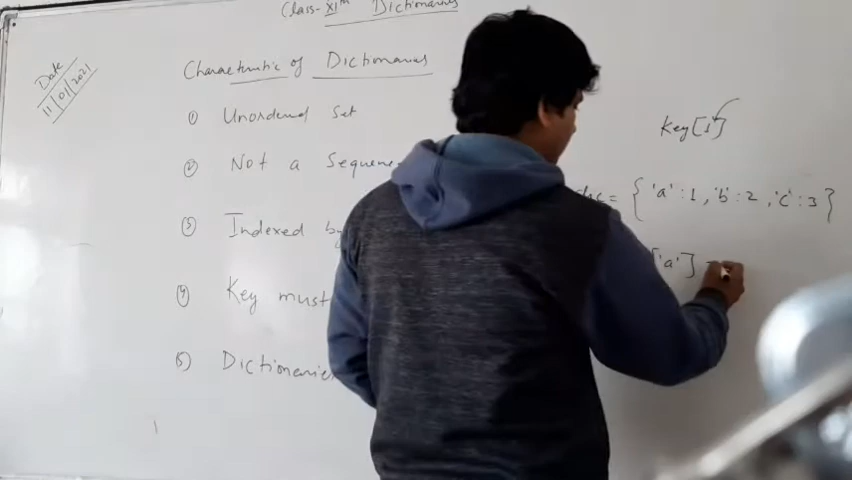 Class-XIth Dictionaries
Date
11/01/2021
Characteristic of Dictionaries
① Unordered Set
② Not a Sequence
③ Indexed by
④ Key must
⑤ Dictionaries
Key[s]
dic = {'a':1, 'b':2, 'c':3}
['a']